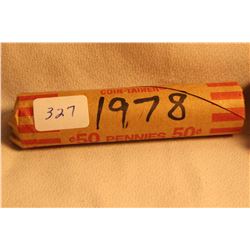 COIN-TAINER
327
1978
¢50 PENNIES 50¢